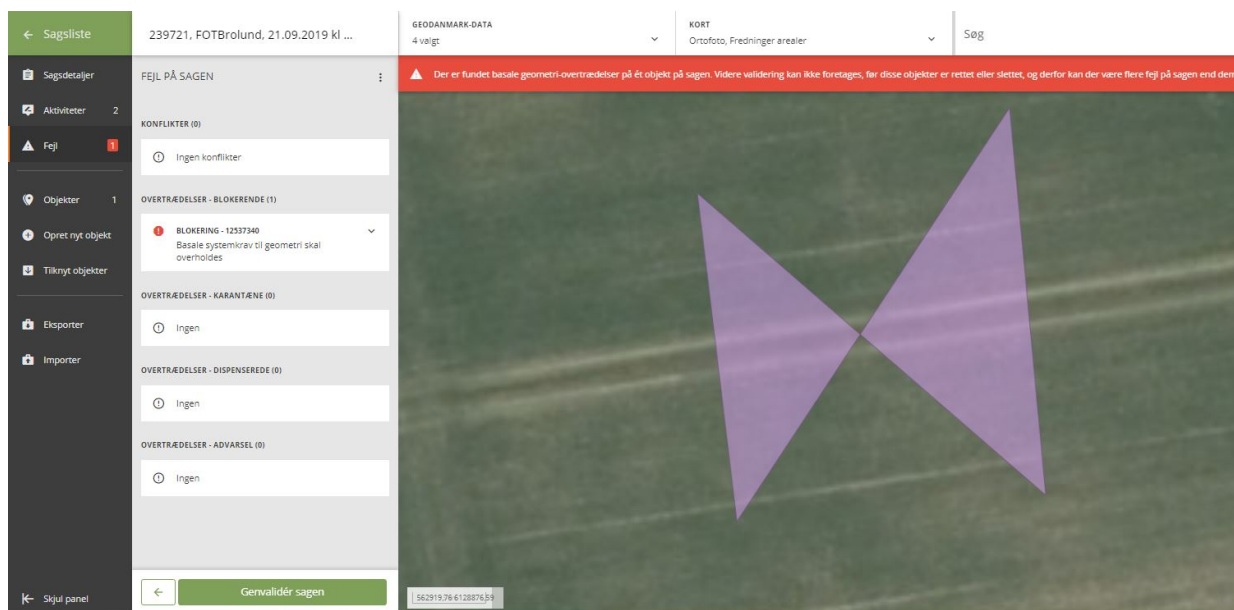 Sagsliste
239721, FOTBrolund, 21.09.2019 kl ...
GEODANMARK-DATA
4 valgt
KORT
Ortofoto, Fredninger arealer
Søg
Sagsdetaljer
Aktiviteter 2
Fejl 1
Objekter 1
Opret nyt objekt
Tilknyt objekter
Eksporter
Importer
Skjul panel
FEJL PÅ SAGEN
KONFLIKTER (0)
Ingen konflikter
OVERTRÆDELSER - BLOKERENDE (1)
BLOKERING - 12537340
Basale systemkrav til geometri skal
overholdes
OVERTRÆDELSER - KARANTÆNE (0)
Ingen
OVERTRÆDELSER - DISPENSEREDE (0)
Ingen
OVERTRÆDELSER - ADVARSEL (0)
Ingen
Genvalidér sagen
Der er fundet basale geometri-overtrædelser på ét objekt på sagen. Videre validering kan ikke foretages, før disse objekter er rettet eller slettet, og derfor kan der være flere fejl på sagen end dem
562919,76 6128876,59